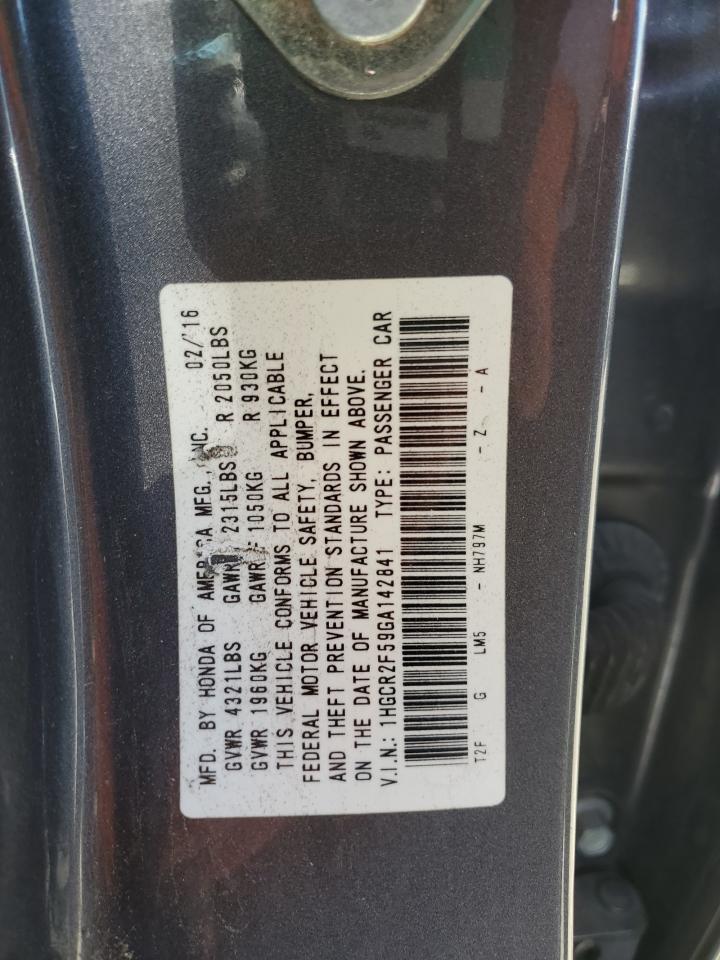 MFD. BY HONDA OF AMERICA MFG., INC. 02/'16
GVWR 4321LBS GAWR F 2315LBS R 2050LBS
GVWR 1960KG GAWR F 1050KG R 930KG
THIS VEHICLE CONFORMS TO ALL APPLICABLE
FEDERAL MOTOR VEHICLE SAFETY, BUMPER,
AND THEFT PREVENTION STANDARDS IN EFFECT
ON THE DATE OF MANUFACTURE SHOWN ABOVE.
V.I.N.: 1HGCR2F59GA142841 TYPE: PASSENGER CAR
T2F G LM5 - NH797M - Z - A